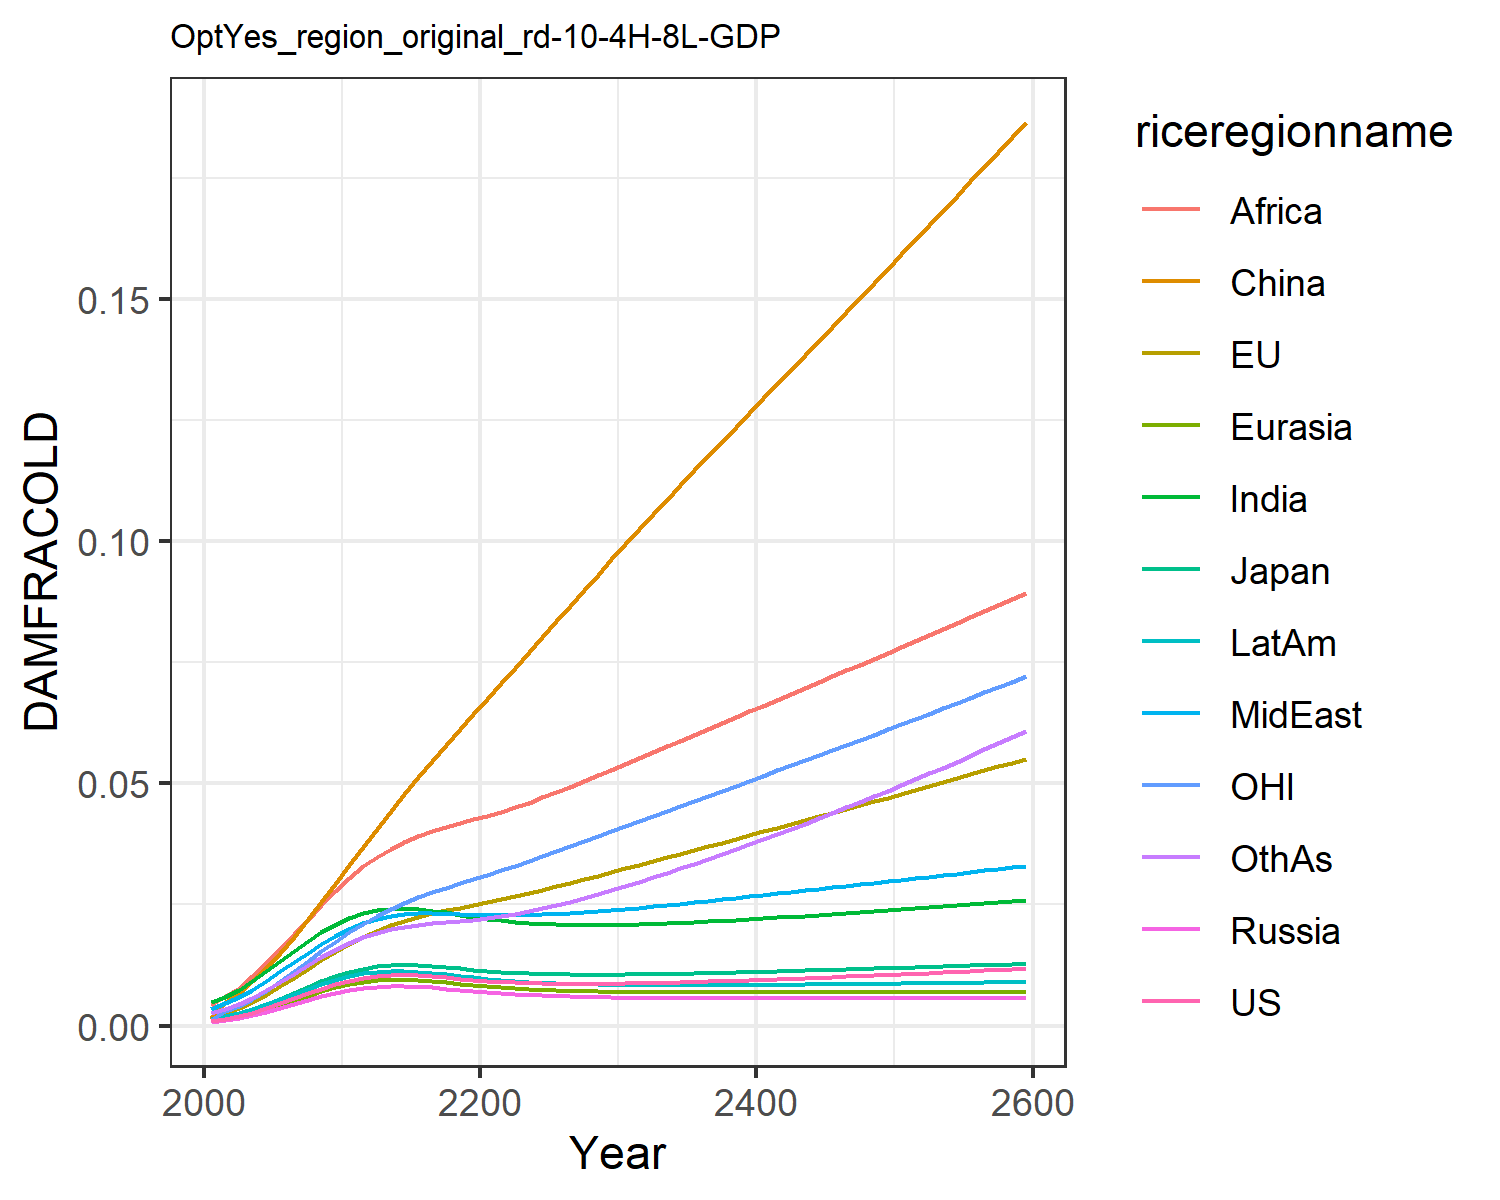 OptYes_region_original_rd-10-4H-8L-GDP
DAMFRACOLD
0.15
0.10
0.05
0.00
2000 2200 2400 2600
Year
riceregionname
Africa
China
EU
Eurasia
India
Japan
LatAm
MidEast
OHI
OthAs
Russia
US